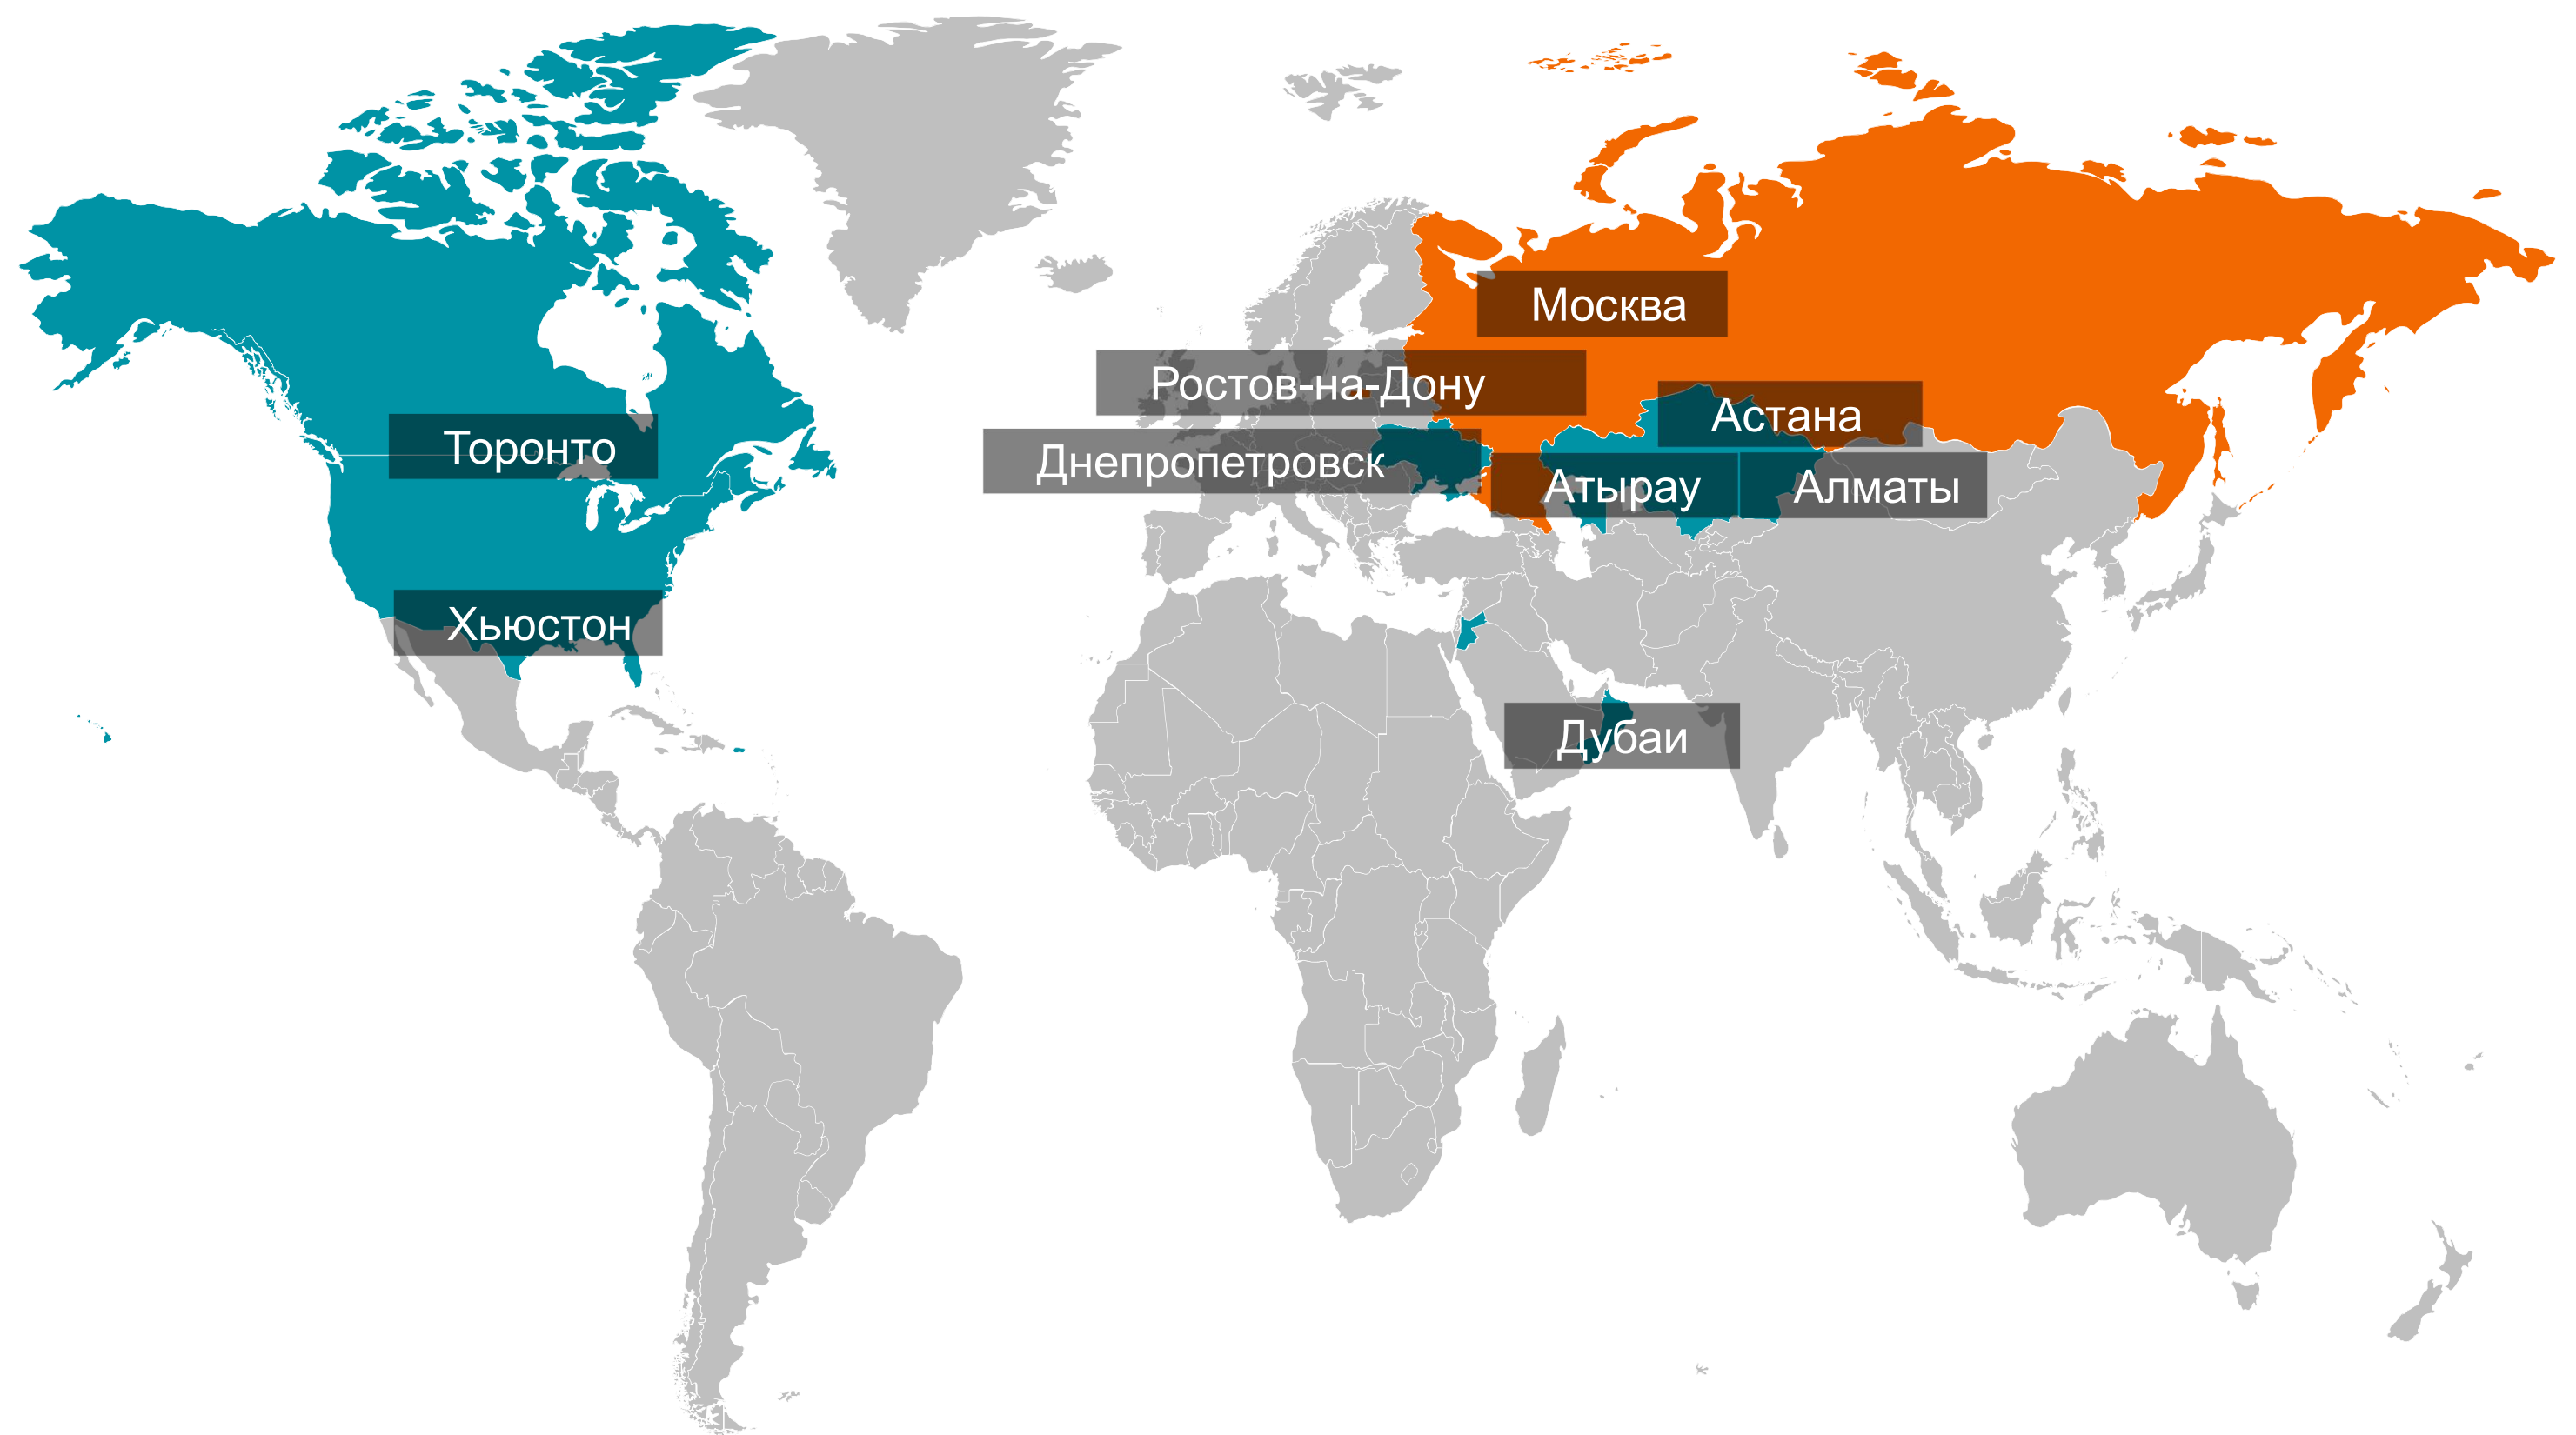 Москва
Ростов-на-Дону
Астана
Торонто
Днепропетровск
Атырау
Алматы
Хьюстон
Дубаи